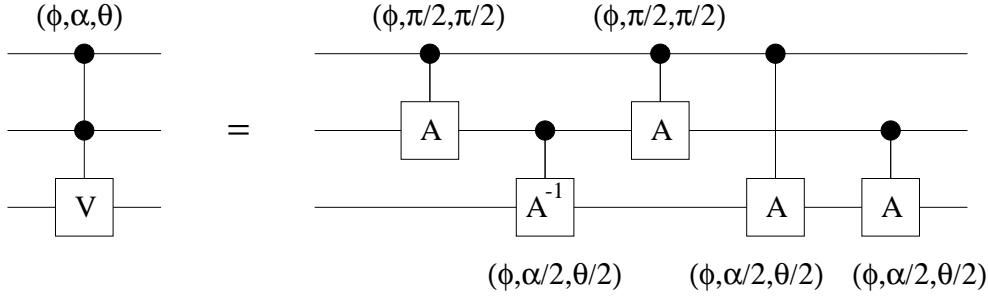 (ϕ,α,θ) (ϕ,π/2,π/2) (ϕ,π/2,π/2)
A A
V = A⁻¹ A A
(ϕ,α/2,θ/2) (ϕ,α/2,θ/2) (ϕ,α/2,θ/2)